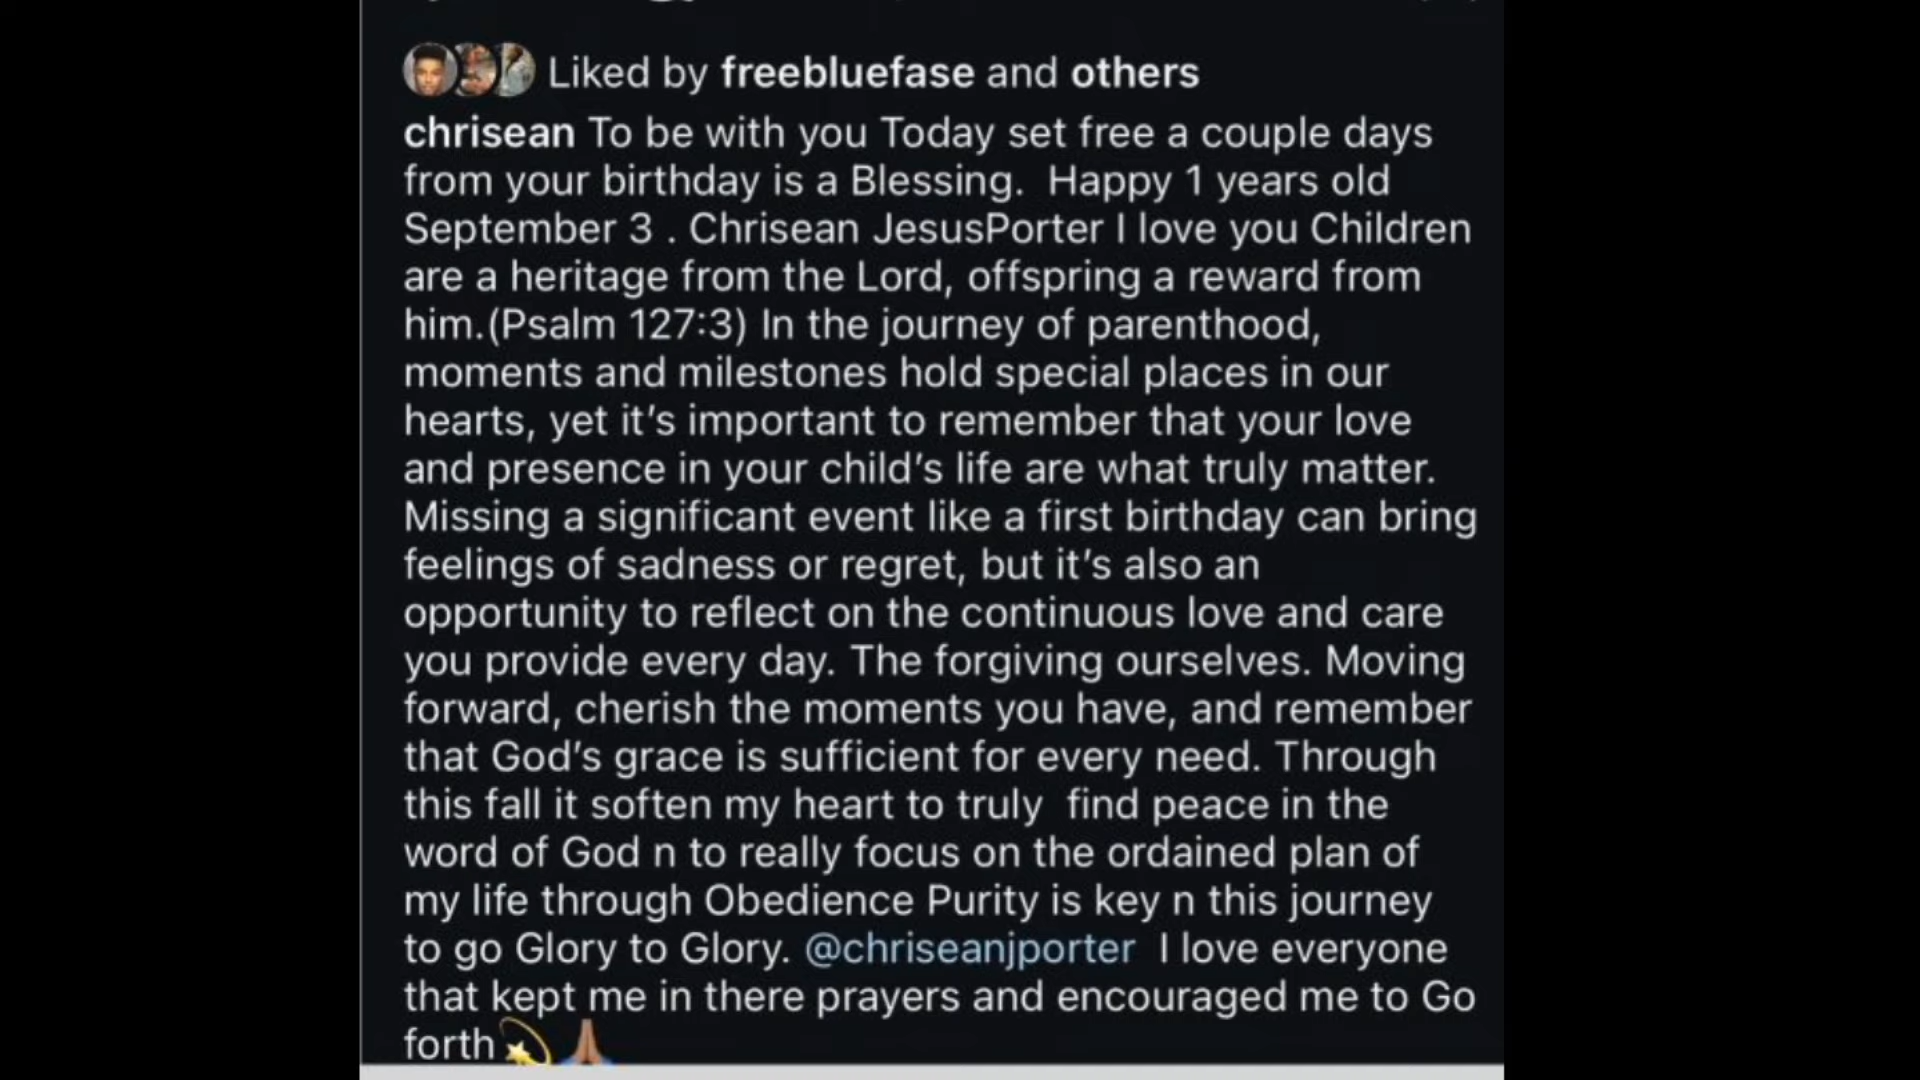 Liked by freebluefase and others
chrisean To be with you Today set free a couple days
from your birthday is a Blessing.  Happy 1 years old
September 3 . Chrisean JesusPorter I love you Children
are a heritage from the Lord, offspring a reward from
him.(Psalm 127:3) In the journey of parenthood,
moments and milestones hold special places in our
hearts, yet it’s important to remember that your love
and presence in your child’s life are what truly matter.
Missing a significant event like a first birthday can bring
feelings of sadness or regret, but it’s also an
opportunity to reflect on the continuous love and care
you provide every day. The forgiving ourselves. Moving
forward, cherish the moments you have, and remember
that God’s grace is sufficient for every need. Through
this fall it soften my heart to truly  find peace in the
word of God n to really focus on the ordained plan of
my life through Obedience Purity is key n this journey
to go Glory to Glory. @chriseanjporter  I love everyone
that kept me in there prayers and encouraged me to Go
forth💫🙏🏽